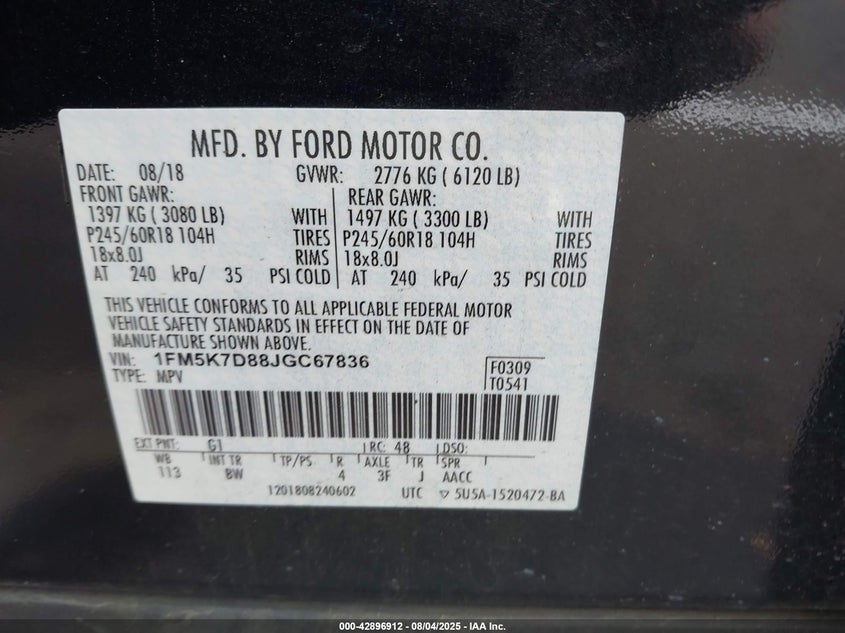 MFD. BY FORD MOTOR CO.
DATE: 08/18 GVWR: 2776 KG ( 6120 LB)
FRONT GAWR: REAR GAWR:
1397 KG ( 3080 LB) WITH 1497 KG ( 3300 LB) WITH
P245/60R18 104H TIRES P245/60R18 104H TIRES
18x8.0J RIMS 18x8.0J RIMS
AT 240 kPa/ 35 PSI COLD AT 240 kPa/ 35 PSI COLD
THIS VEHICLE CONFORMS TO ALL APPLICABLE FEDERAL MOTOR
VEHICLE SAFETY STANDARDS IN EFFECT ON THE DATE OF
MANUFACTURE SHOWN ABOVE.
VIN: 1FM5K7D88JGC67836 F0309
TYPE: MPV T0541
EXT PNT: G1 RC: 48 DSO:
WB INT TR TP/PS R AXLE TR SPR
113 BW 4 3F J AACC
1201808240602 UTC ▽ 5U5A-1520472-BA
000-42896912 - 08/04/2025 - IAA Inc.